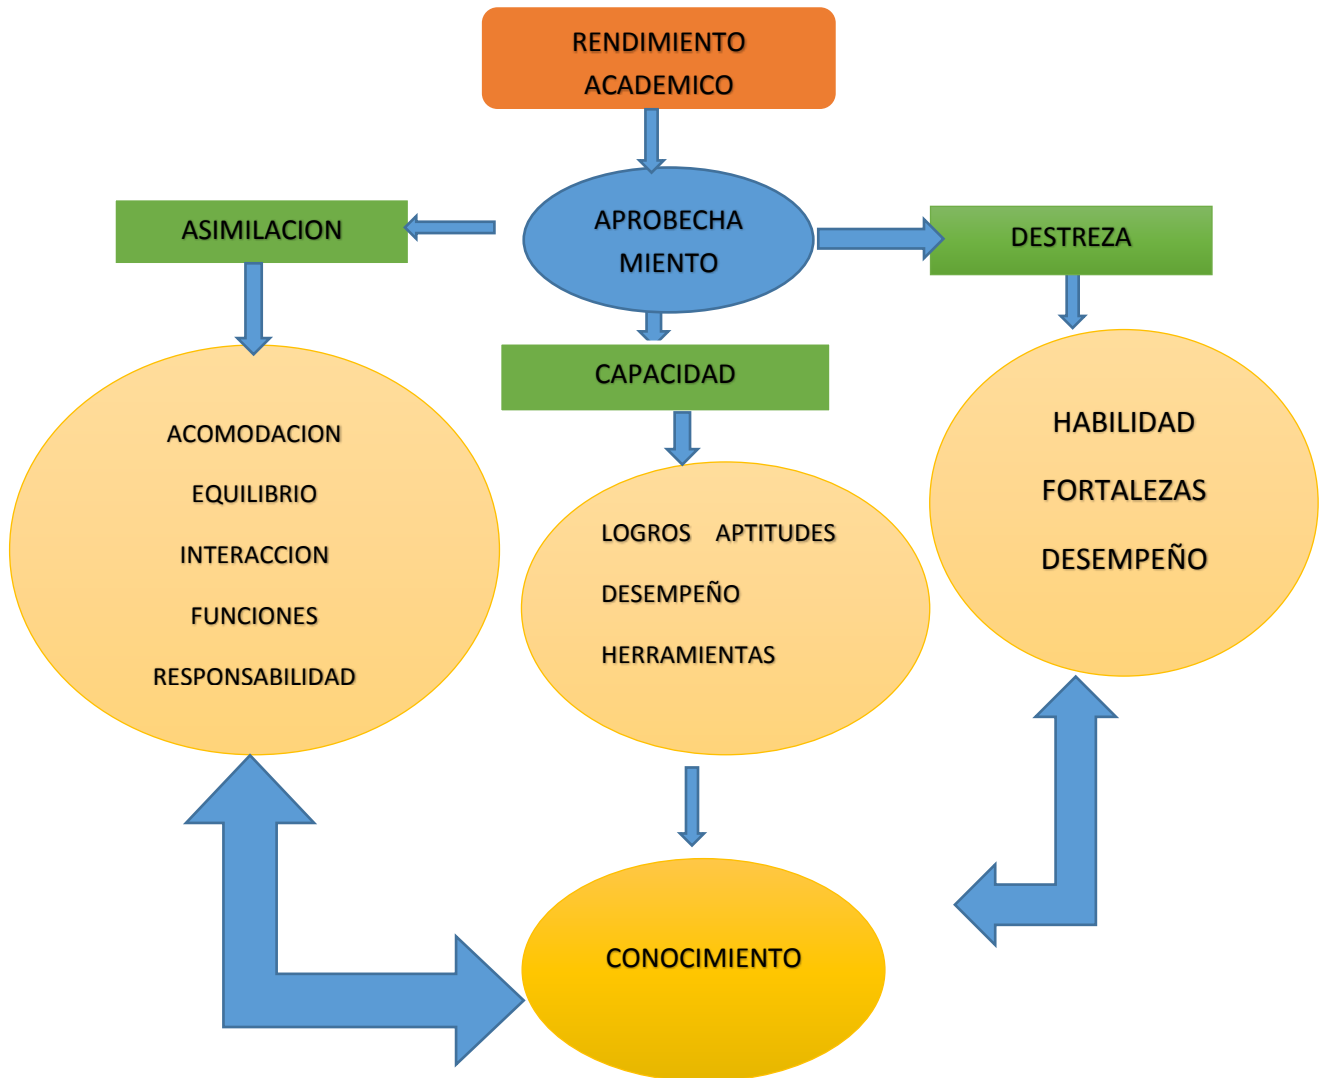 RENDIMIENTO
ACADEMICO
APROBECHA
MIENTO
ASIMILACION
DESTREZA
CAPACIDAD
ACOMODACION
EQUILIBRIO
INTERACCION
FUNCIONES
RESPONSABILIDAD
LOGROS APTITUDES
DESEMPEÑO
HERRAMIENTAS
HABILIDAD
FORTALEZAS
DESEMPEÑO
CONOCIMIENTO